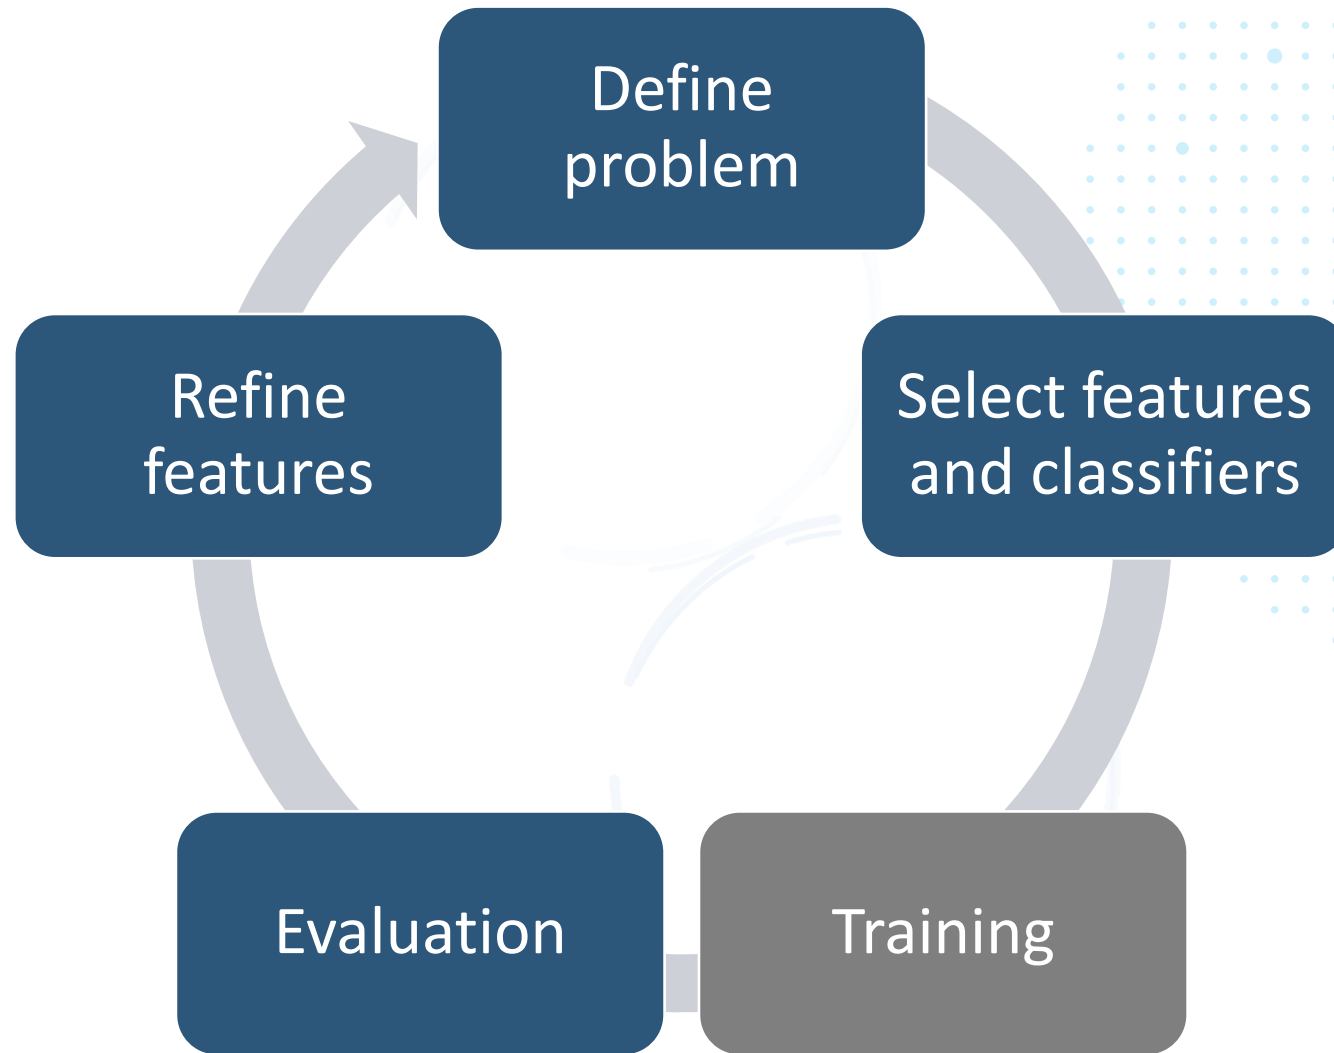 Define
problem
Select features
and classifiers
Training
Evaluation
Refine
features